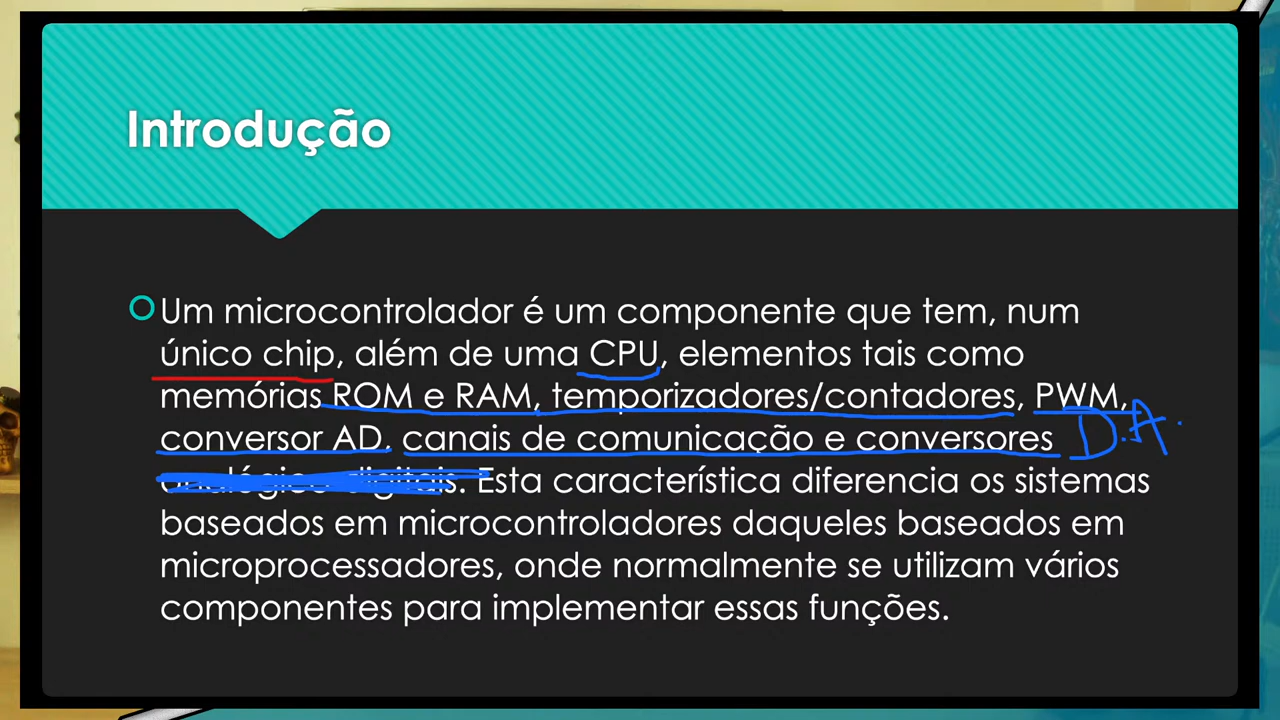 Introdução
Um microcontrolador é um componente que tem, num
único chip, além de uma CPU, elementos tais como
memórias ROM e RAM, temporizadores/contadores, PWM,
conversor AD, canais de comunicação e conversores D.A.
analógico digitais. Esta característica diferencia os sistemas
baseados em microcontroladores daqueles baseados em
microprocessadores, onde normalmente se utilizam vários
componentes para implementar essas funções.